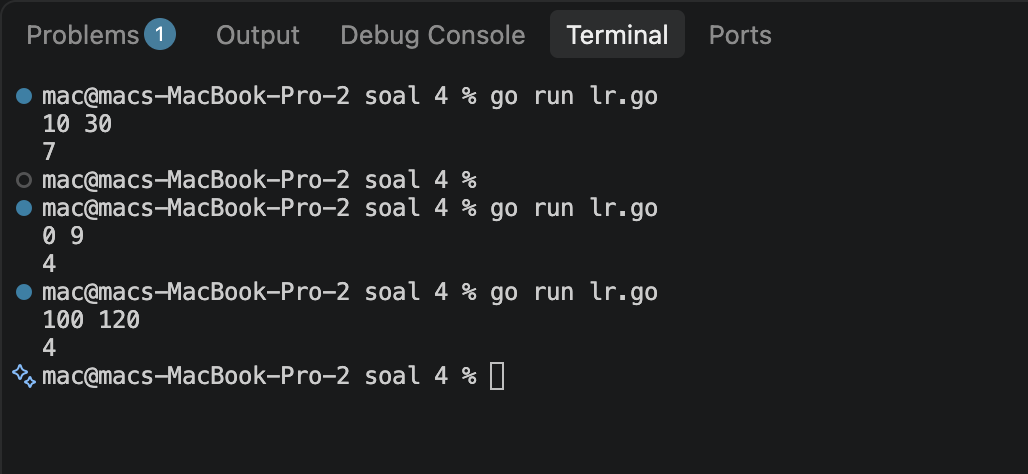 Problems 1 Output Debug Console Terminal Ports
mac@macs-MacBook-Pro-2 soal 4 % go run lr.go
10 30
7
mac@macs-MacBook-Pro-2 soal 4 %
mac@macs-MacBook-Pro-2 soal 4 % go run lr.go
0 9
4
mac@macs-MacBook-Pro-2 soal 4 % go run lr.go
100 120
4
mac@macs-MacBook-Pro-2 soal 4 %